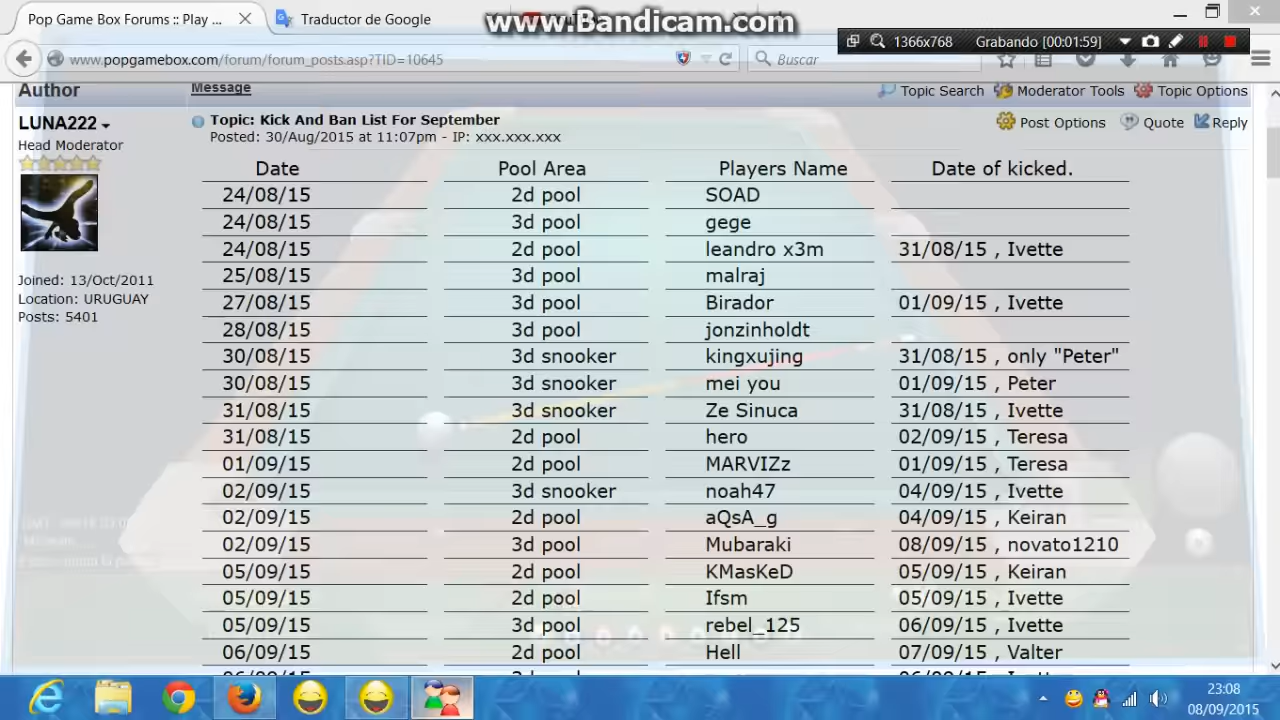 Pop Game Box Forums :: Play ...
Traductor de Google
www.Bandicam.com
1366x768
Grabando [00:01:59]
www.popgamebox.com/forum/forum_posts.asp?TID=10645
Buscar
Author
Message
Topic Search
Moderator Tools
Topic Options
LUNA222
Head Moderator
Topic: Kick And Ban List For September
Posted: 30/Aug/2015 at 11:07pm - IP: xxx.xxx.xxx
Post Options
Quote
Reply
Joined: 13/Oct/2011
Location: URUGUAY
Posts: 5401
Date Pool Area Players Name Date of kicked.
24/08/15 2d pool SOAD
24/08/15 3d pool gege
24/08/15 2d pool leandro x3m 31/08/15 , Ivette
25/08/15 3d pool malraj
27/08/15 3d pool Birador 01/09/15 , Ivette
28/08/15 3d pool jonzinholdt
30/08/15 3d snooker kingxujing 31/08/15 , only "Peter"
30/08/15 3d snooker mei you 01/09/15 , Peter
31/08/15 3d snooker Ze Sinuca 31/08/15 , Ivette
31/08/15 2d pool hero 02/09/15 , Teresa
01/09/15 2d pool MARVIZz 01/09/15 , Teresa
02/09/15 3d snooker noah47 04/09/15 , Ivette
02/09/15 2d pool aQsA_g 04/09/15 , Keiran
02/09/15 3d pool Mubaraki 08/09/15 , novato1210
05/09/15 2d pool KMasKeD 05/09/15 , Keiran
05/09/15 2d pool Ifsm 05/09/15 , Ivette
05/09/15 3d pool rebel_125 06/09/15 , Ivette
06/09/15 2d pool Hell 07/09/15 , Valter
23:08
08/09/2015